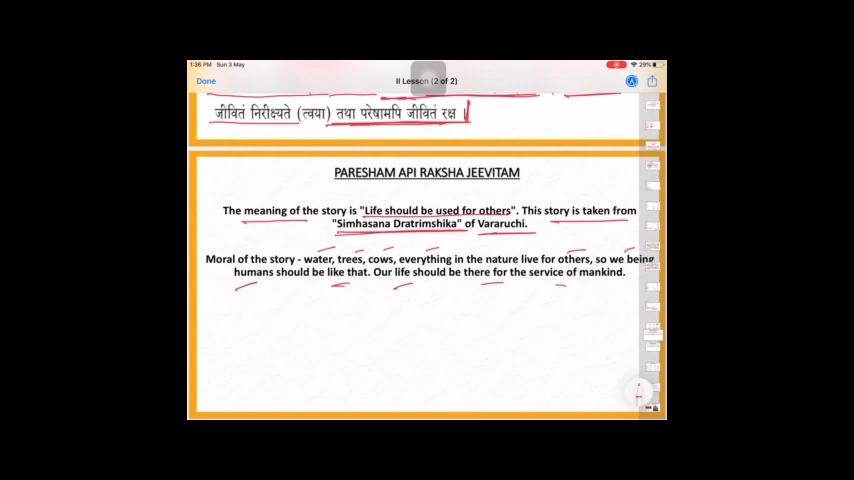 1:36 PM Sun 3 May
29%
Done
II Lesson (2 of 2)
जीवितं निरीक्ष्यते (त्वया) तथा परेषामपि जीवितं रक्ष ।
PARESHAM API RAKSHA JEEVITAM
The meaning of the story is "Life should be used for others". This story is taken from
"Simhasana Dratrimshika" of Vararuchi.
Moral of the story - water, trees, cows, everything in the nature live for others, so we being
humans should be like that. Our life should be there for the service of mankind.